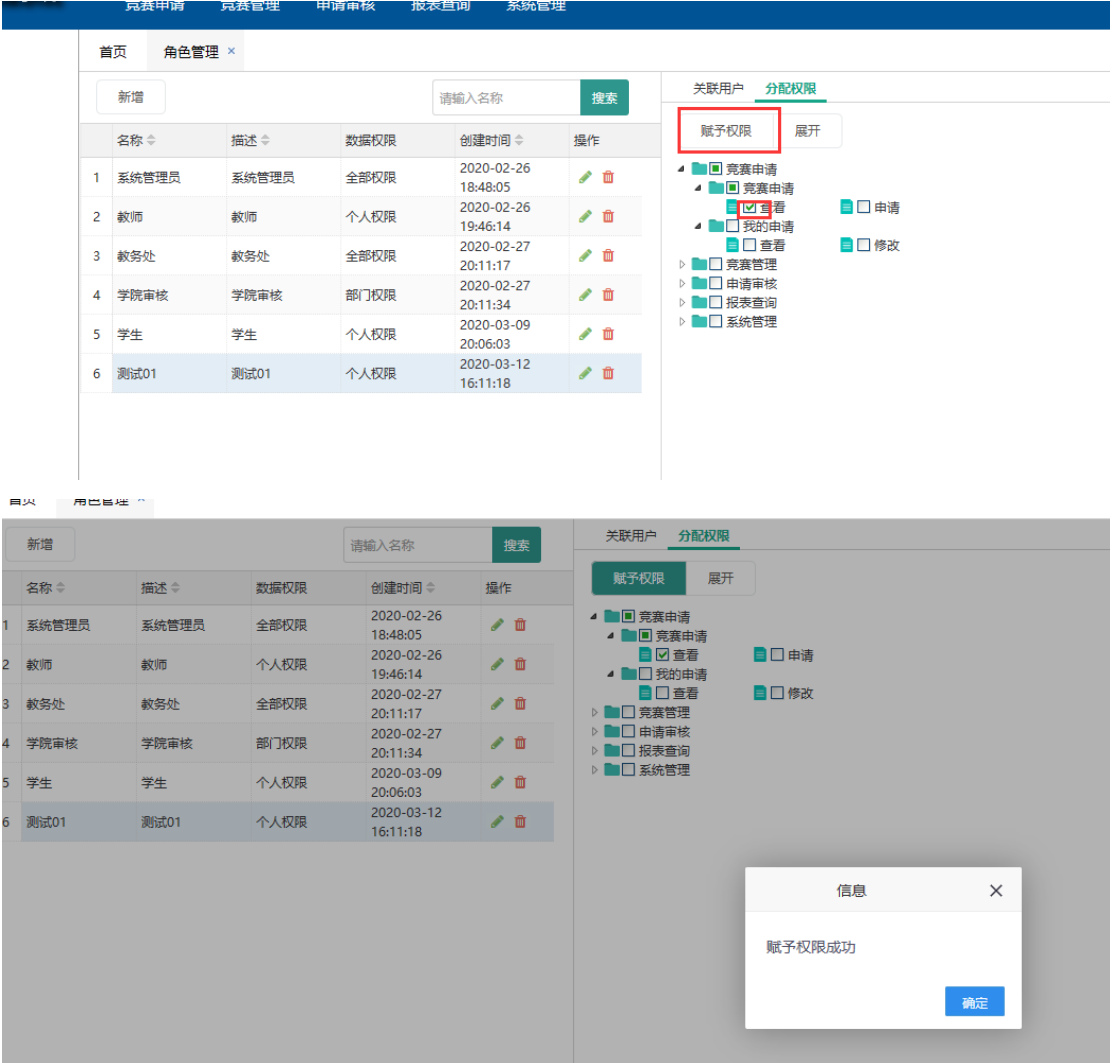 竞赛申请 竞赛管理 申请审核 报表查询 系统管理
首页 角色管理 ×
关联用户 分配权限
新增 请输入名称 搜索
赋予权限 展开
名称 描述 数据权限 创建时间 操作
1 系统管理员 系统管理员 全部权限 2020-02-26 18:48:05
2 教师 教师 个人权限 2020-02-26 19:46:14
3 教务处 教务处 全部权限 2020-02-27 20:11:17
4 学院审核 学院审核 部门权限 2020-02-27 20:11:34
5 学生 学生 个人权限 2020-03-09 20:06:03
6 测试01 测试01 个人权限 2020-03-12 16:11:18
竞赛申请
竞赛申请
查看 申请
我的申请
查看 修改
竞赛管理
申请审核
报表查询
系统管理
首页 角色管理 ×
关联用户 分配权限
新增 请输入名称 搜索
赋予权限 展开
名称 描述 数据权限 创建时间 操作
1 系统管理员 系统管理员 全部权限 2020-02-26 18:48:05
2 教师 教师 个人权限 2020-02-26 19:46:14
3 教务处 教务处 全部权限 2020-02-27 20:11:17
4 学院审核 学院审核 部门权限 2020-02-27 20:11:34
5 学生 学生 个人权限 2020-03-09 20:06:03
6 测试01 测试01 个人权限 2020-03-12 16:11:18
竞赛申请
竞赛申请
查看 申请
我的申请
查看 修改
竞赛管理
申请审核
报表查询
系统管理
信息
赋予权限成功
确定